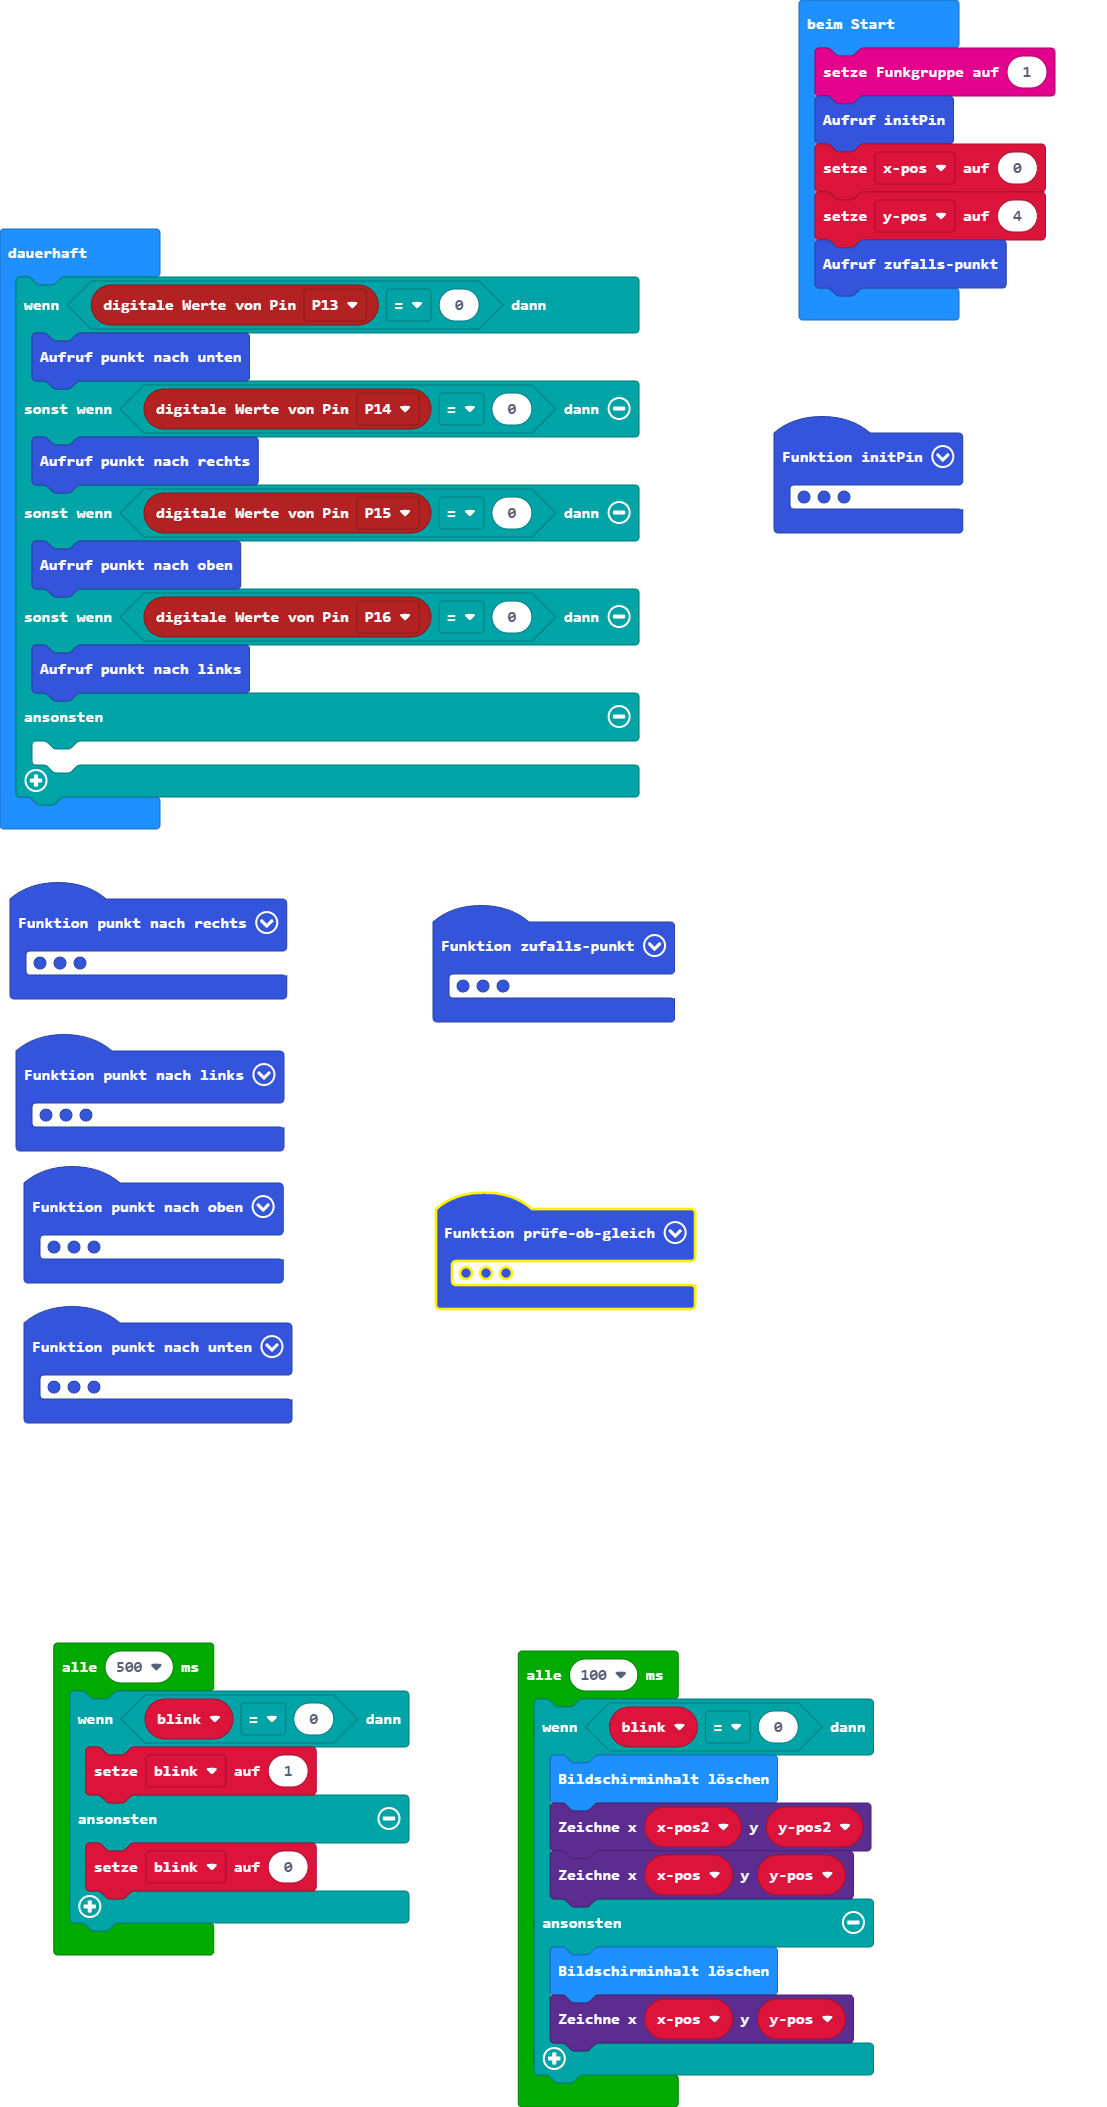 beim Start
setze Funkgruppe auf 1
Aufruf initPin
setze x-pos auf 0
setze y-pos auf 4
Aufruf zufalls-punkt
dauerhaft
wenn digitale Werte von Pin P13 = 0 dann
Aufruf punkt nach unten
sonst wenn digitale Werte von Pin P14 = 0 dann
Aufruf punkt nach rechts
sonst wenn digitale Werte von Pin P15 = 0 dann
Aufruf punkt nach oben
sonst wenn digitale Werte von Pin P16 = 0 dann
Aufruf punkt nach links
ansonsten
Funktion initPin
Funktion punkt nach rechts
Funktion zufalls-punkt
Funktion punkt nach links
Funktion punkt nach oben
Funktion prüfe-ob-gleich
Funktion punkt nach unten
alle 500 ms
wenn blink = 0 dann
setze blink auf 1
ansonsten
setze blink auf 0
alle 100 ms
wenn blink = 0 dann
Bildschirminhalt löschen
Zeichne x x-pos2 y y-pos2
Zeichne x x-pos y y-pos
ansonsten
Bildschirminhalt löschen
Zeichne x x-pos y y-pos